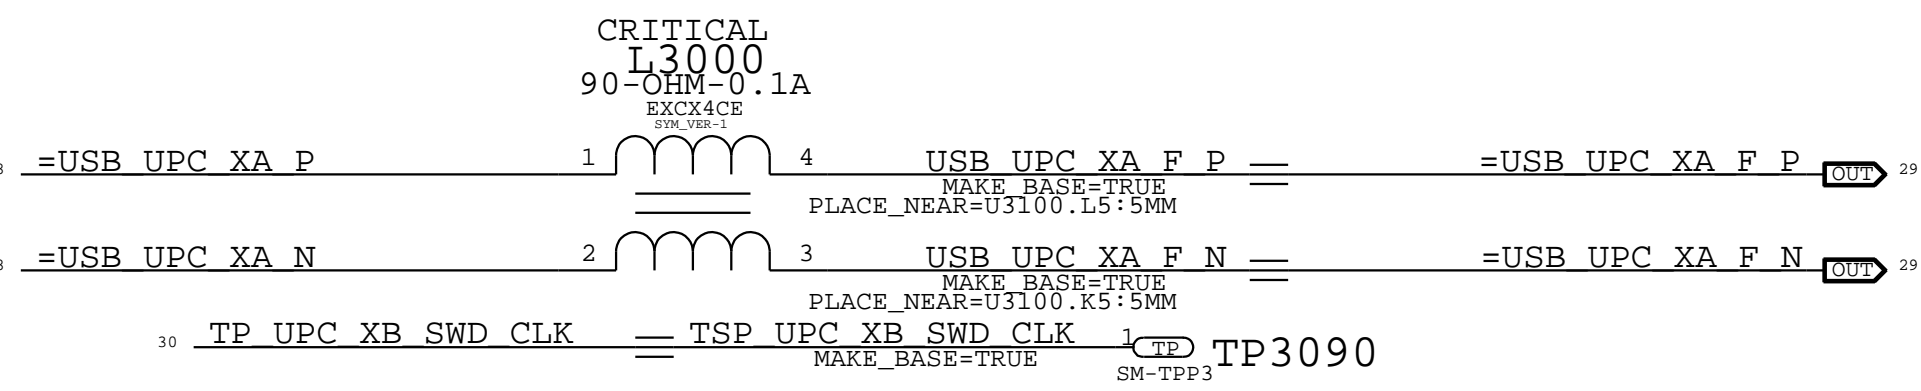 CRITICAL
L3000
90-OHM-0.1A
EXCX4CE
SYM_VER-1
=USB_UPC_XA_P 1 4 USB_UPC_XA_F_P =USB_UPC_XA_F_P OUT 29
MAKE_BASE=TRUE
PLACE_NEAR=U3100.L5:5MM
=USB_UPC_XA_N 2 3 USB_UPC_XA_F_N =USB_UPC_XA_F_N OUT 29
MAKE_BASE=TRUE
PLACE_NEAR=U3100.K5:5MM
30 TP_UPC_XB_SWD_CLK TSP_UPC_XB_SWD_CLK 1 TP TP3090
MAKE_BASE=TRUE
SM-TPP3